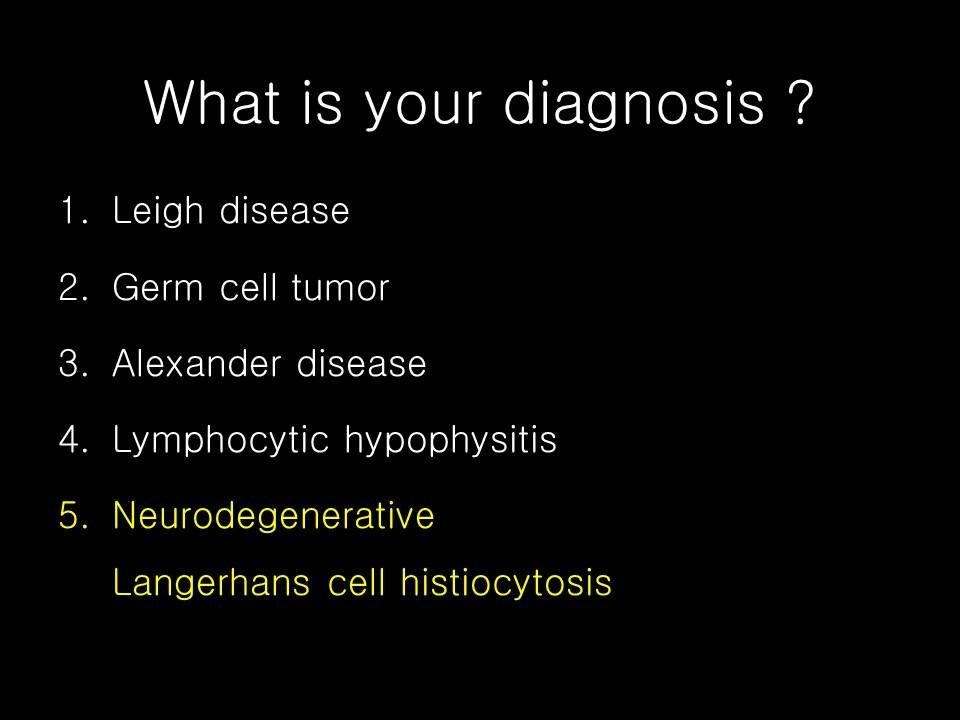 What is your diagnosis ?
1. Leigh disease
2. Germ cell tumor
3. Alexander disease
4. Lymphocytic hypophysitis
5. Neurodegenerative
Langerhans cell histiocytosis